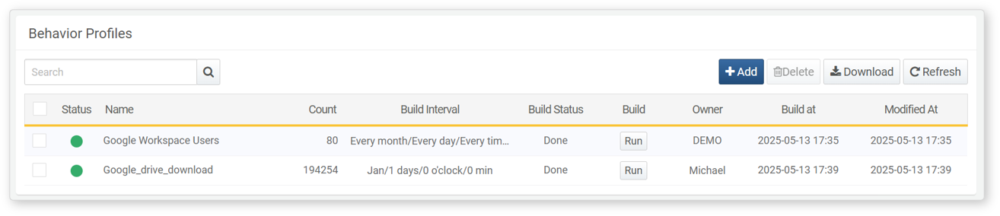 Behavior Profiles
Search
Add Delete Download Refresh
Status Name Count Build Interval Build Status Build Owner Build at Modified At
Google Workspace Users 80 Every month/Every day/Every tim... Done Run DEMO 2025-05-13 17:35 2025-05-13 17:35
Google_drive_download 194254 Jan/1 days/0 o'clock/0 min Done Run Michael 2025-05-13 17:39 2025-05-13 17:39